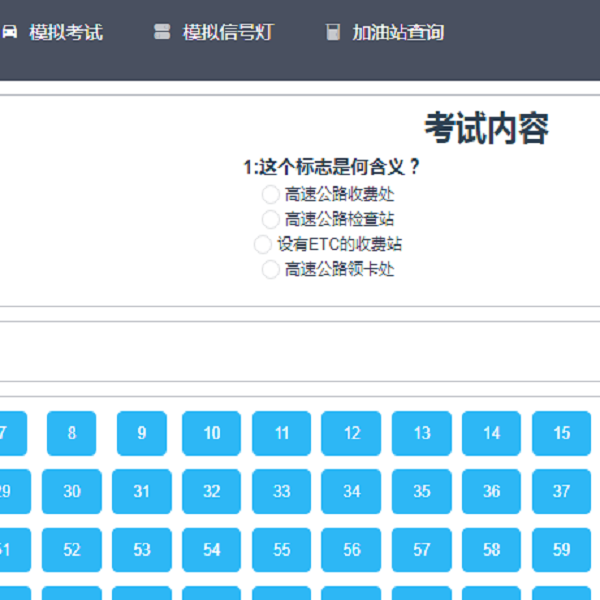 模拟考试 模拟信号灯 加油站查询
考试内容
1:这个标志是何含义？
高速公路收费处
高速公路检查站
设有ETC的收费站
高速公路领卡处
7 8 9 10 11 12 13 14 15
29 30 31 32 33 34 35 36 37
51 52 53 54 55 56 57 58 59